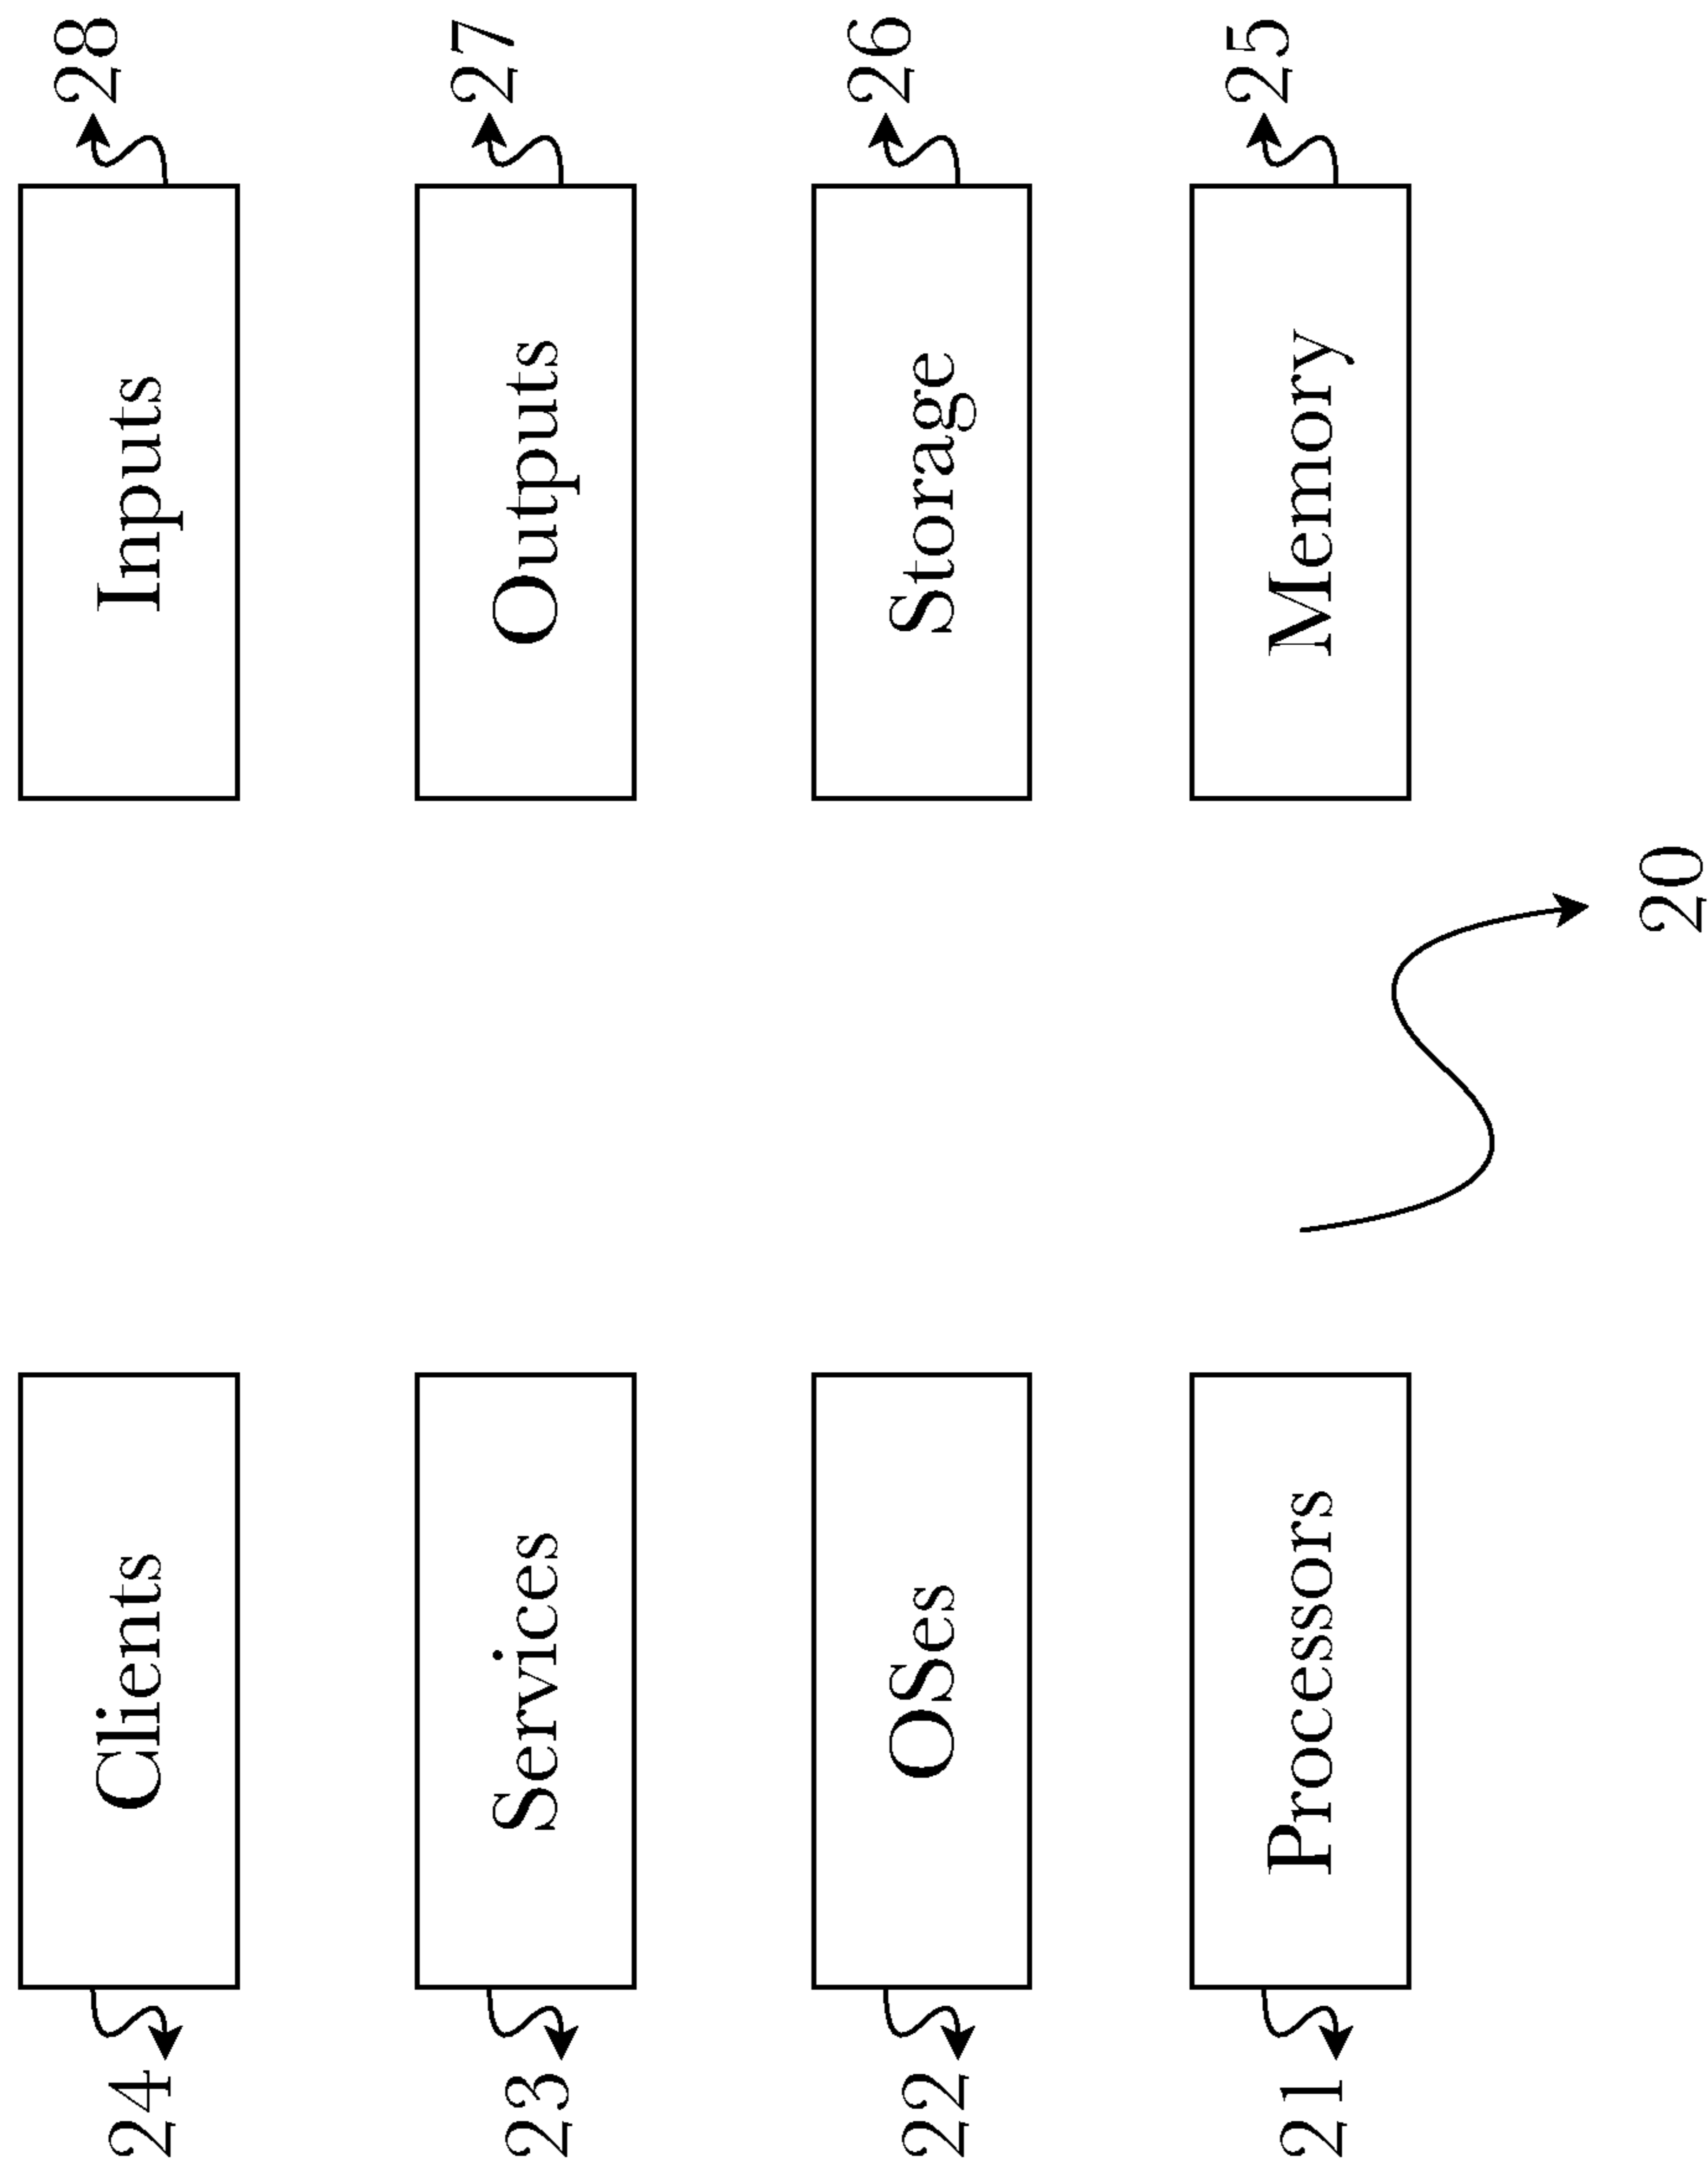 24
Clients
Inputs
28
23
Services
Outputs
27
22
OSes
Storage
26
21
Processors
Memory
25
20